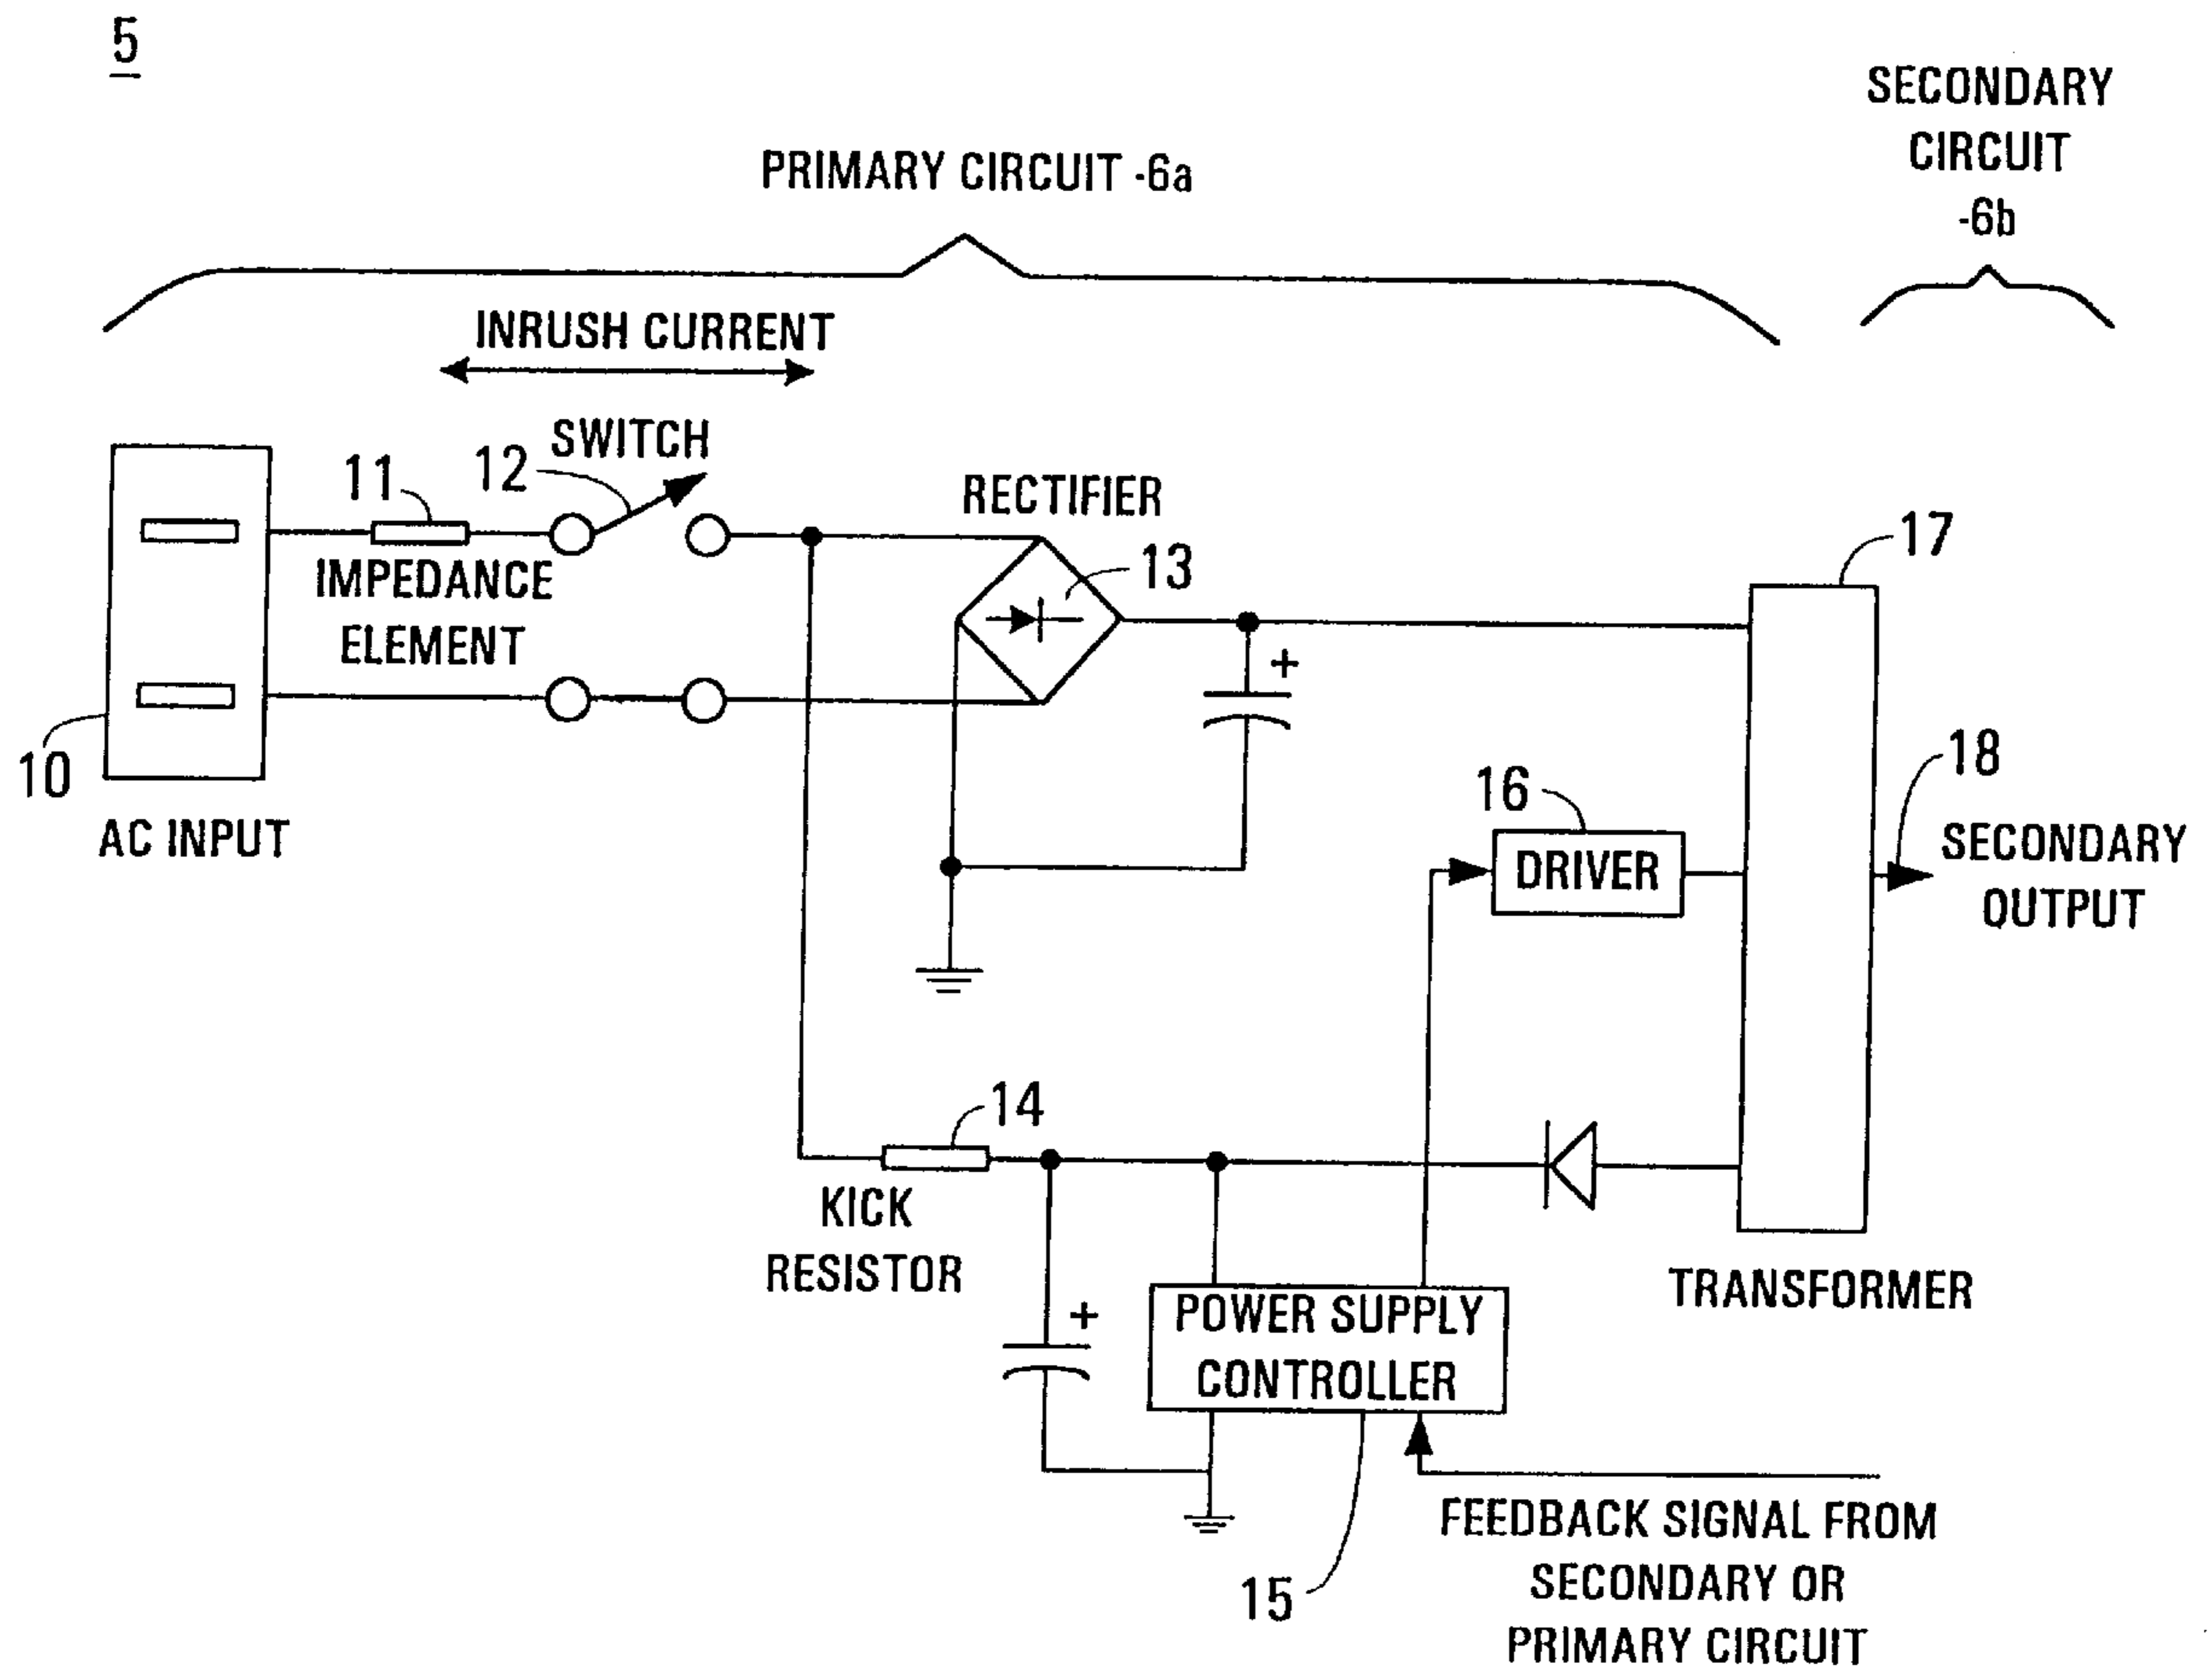 5
PRIMARY CIRCUIT -6a
SECONDARY
CIRCUIT
-6b
INRUSH CURRENT
SWITCH
11
12
IMPEDANCE
ELEMENT
RECTIFIER
13
17
10
AC INPUT
+
16
DRIVER
18
SECONDARY
OUTPUT
14
KICK
RESISTOR
+
POWER SUPPLY
CONTROLLER
TRANSFORMER
15
FEEDBACK SIGNAL FROM
SECONDARY OR
PRIMARY CIRCUIT